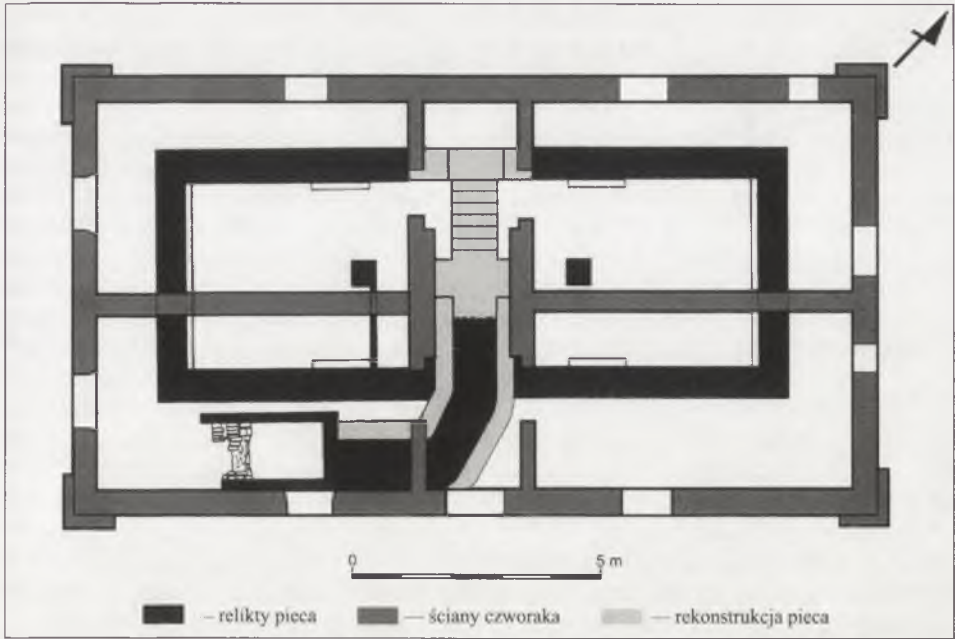 0 5 m
– relikty pieca — ściany czworaka — rekonstrukcja pieca